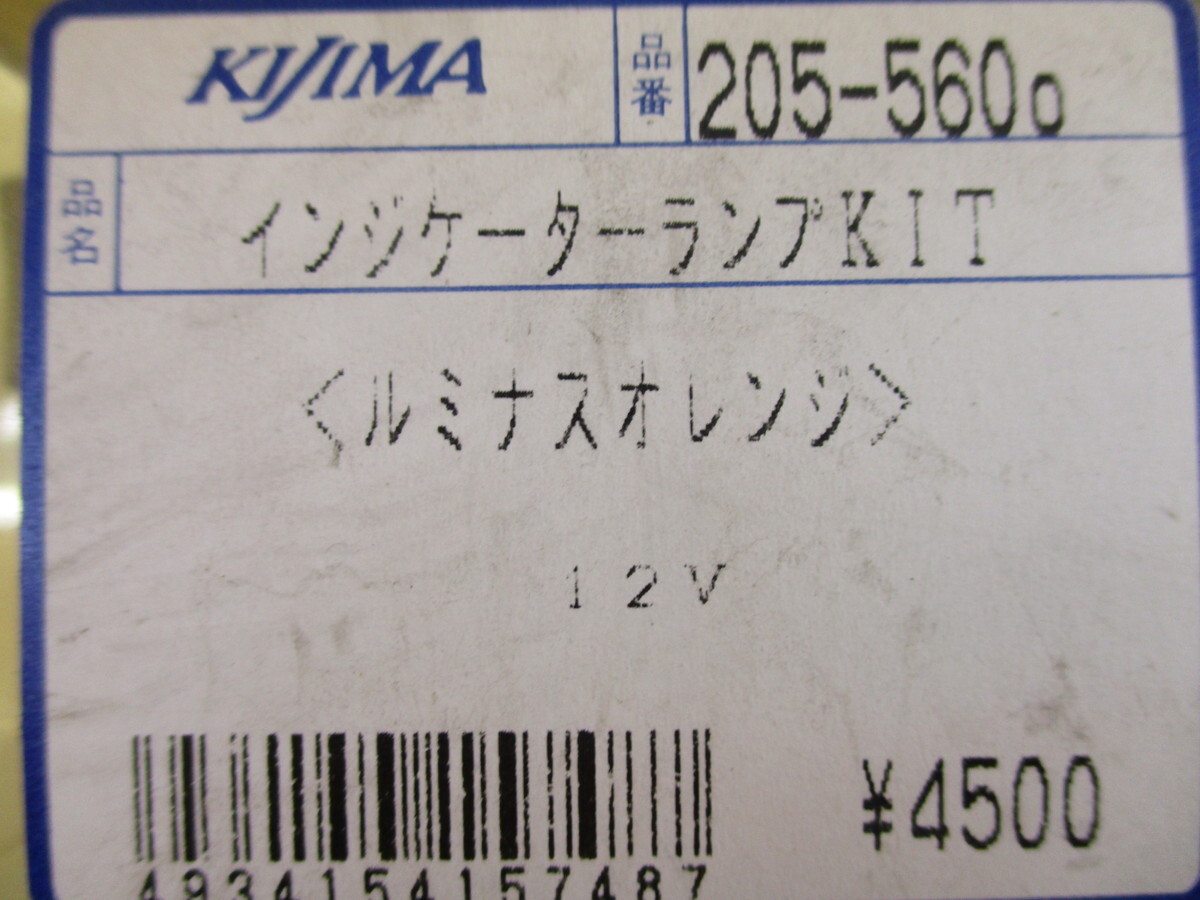 KIJIMA 品番 205-5600
品名 インジケーターランプKIT
〈ルミナスオレンジ〉
12V
¥4500
4934154157487